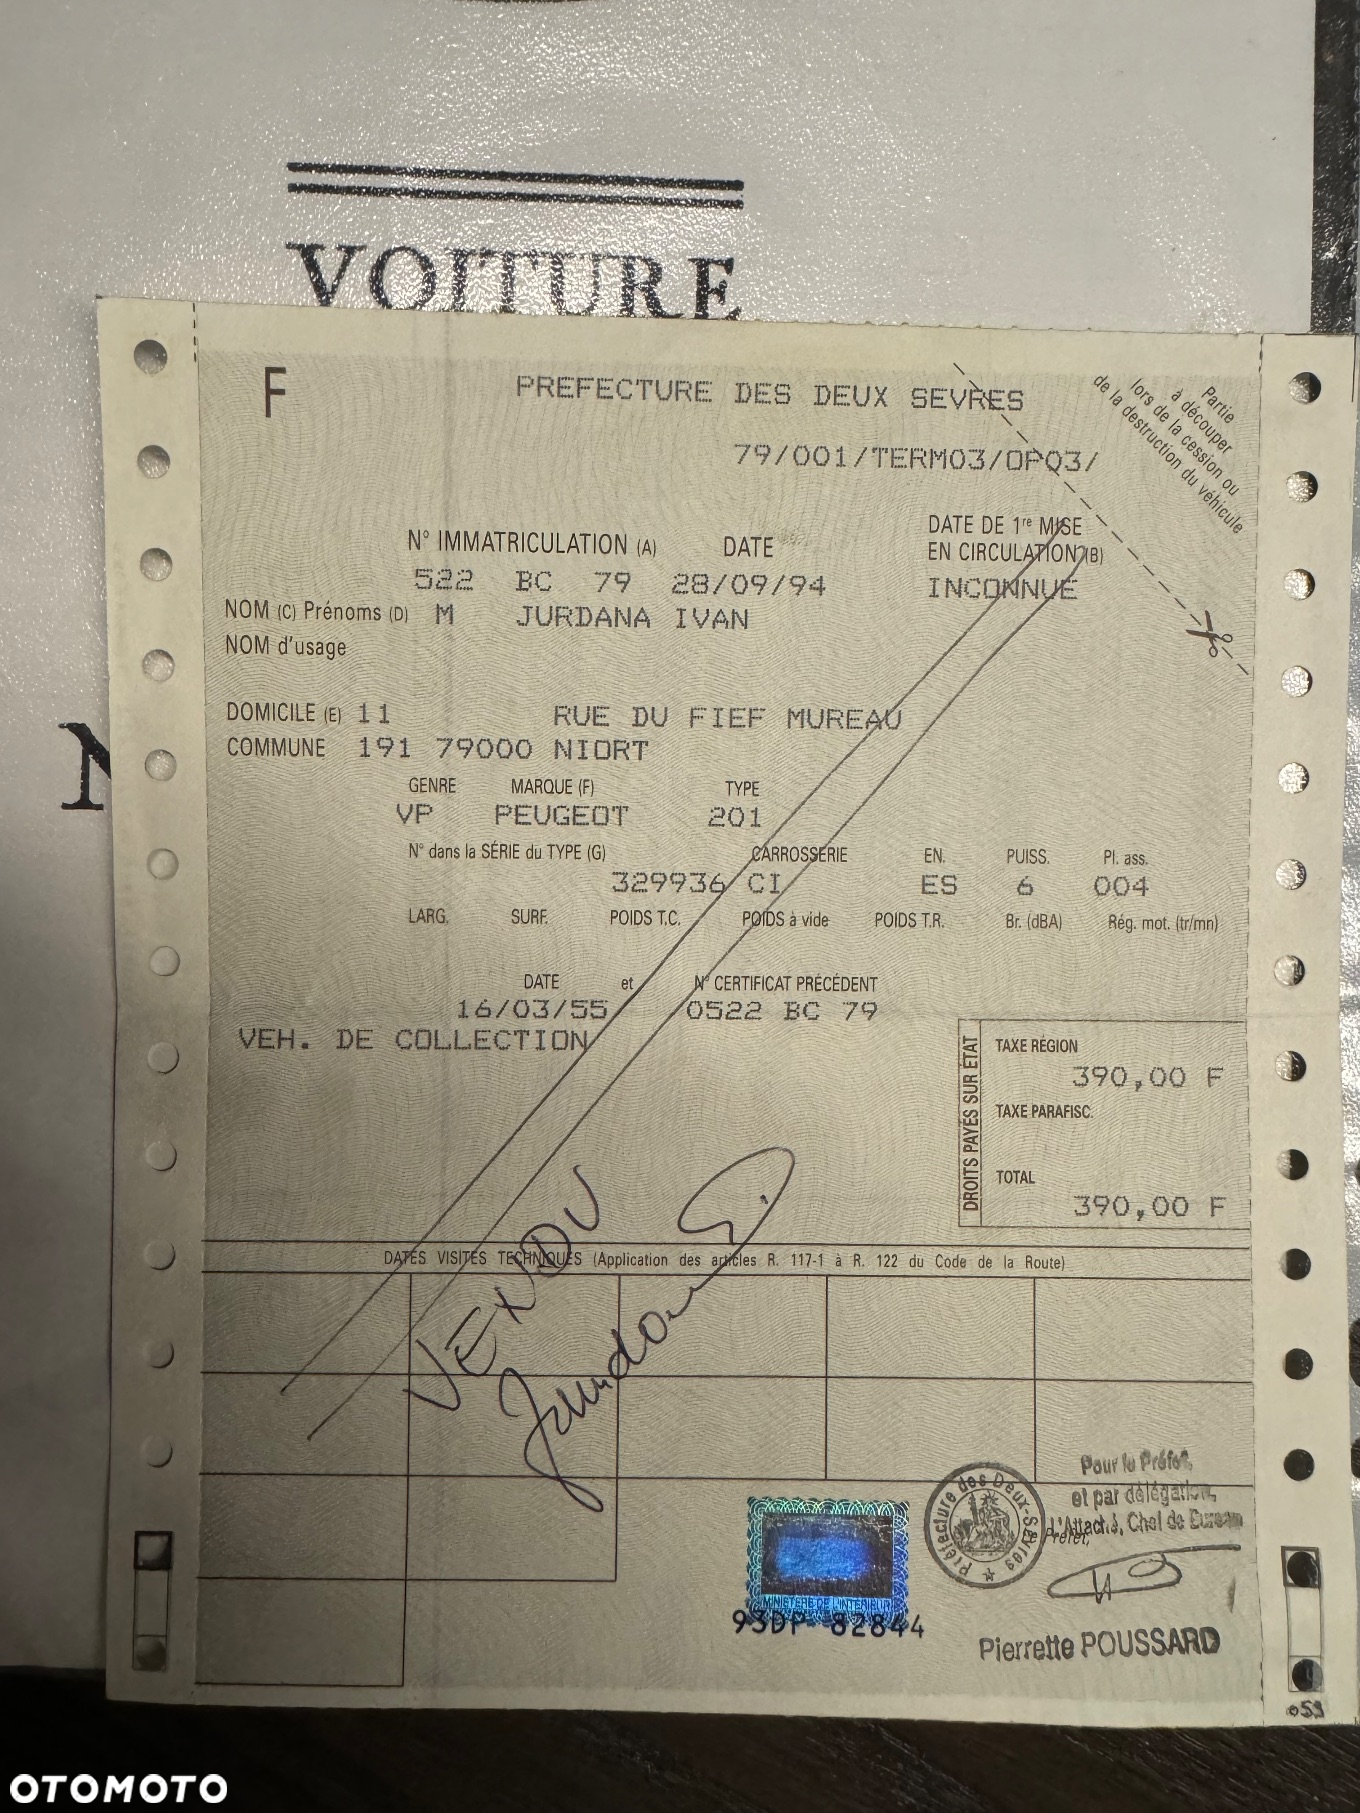 VOITURE
N
F
PREFECTURE DES DEUX SEVRES
79/001/TERM03/OP03/
Partie
à découper
lors de la cession ou
de la destruction du véhicule
N° IMMATRICULATION (A) DATE DATE DE 1re MISE
EN CIRCULATION (B)
522 BC 79 28/09/94 INCONNUE
NOM (C) Prénoms (D) M JURDANA IVAN
NOM d'usage
DOMICILE (E) 11 RUE DU FIEF MUREAU
COMMUNE 191 79000 NIORT
GENRE MARQUE (F) TYPE
VP PEUGEOT 201
N° dans la SÉRIE du TYPE (G) CARROSSERIE EN. PUISS. Pl. ass.
329936 CI ES 6 004
LARG. SURF. POIDS T.C. POIDS à vide POIDS T.R. Br. (dBA) Rég. mot. (tr/mn)
DATE et N° CERTIFICAT PRÉCÉDENT
16/03/55 0522 BC 79
VEH. DE COLLECTION
DROITS PAYÉS SUR ÉTAT
TAXE RÉGION
390,00 F
TAXE PARAFISC.
TOTAL
390,00 F
VENDU
DATES VISITES TECHNIQUES (Application des articles R. 117-1 à R. 122 du Code de la Route)
Pour le Préfet,
et par délégation,
L'Attaché, Chef de Bureau
Préfet,
Préfecture des Deux-Sèvres
MINISTERE DE L'INTERIEUR
93DP 82844
Pierrette POUSSARD
059
OTOMOTO